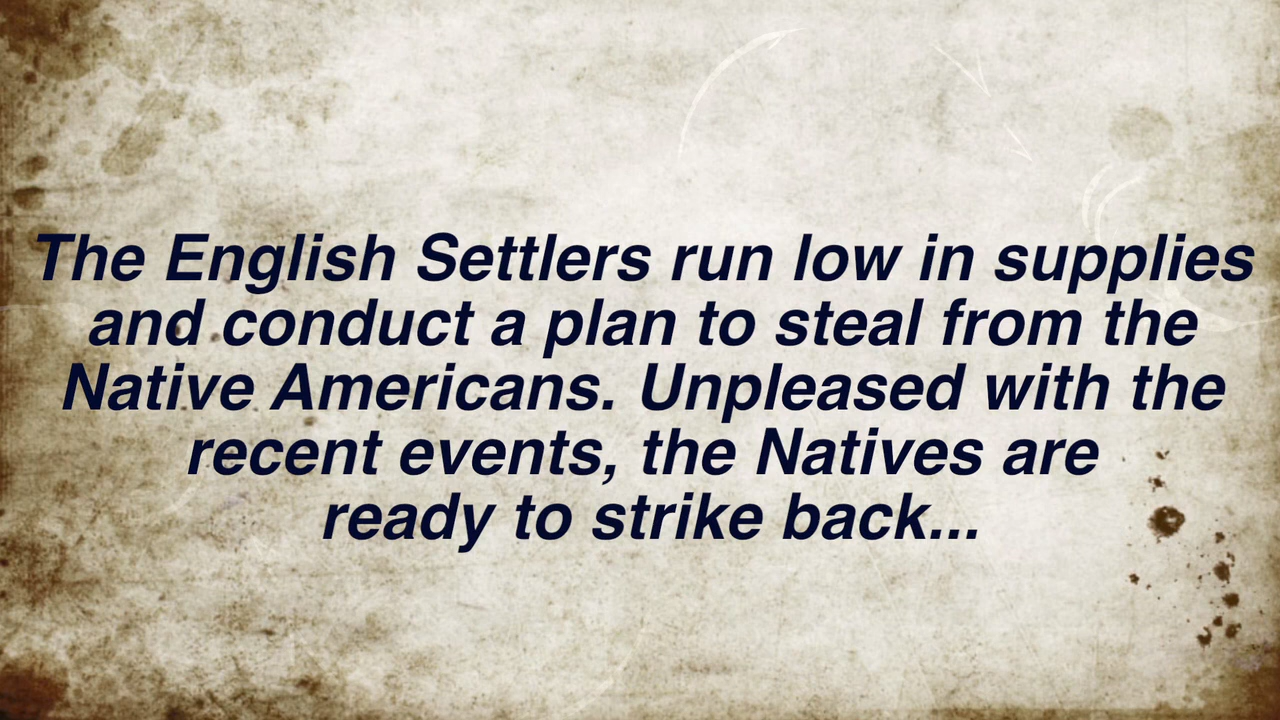 The English Settlers run low in supplies
and conduct a plan to steal from the
Native Americans. Unpleased with the
recent events, the Natives are
ready to strike back...